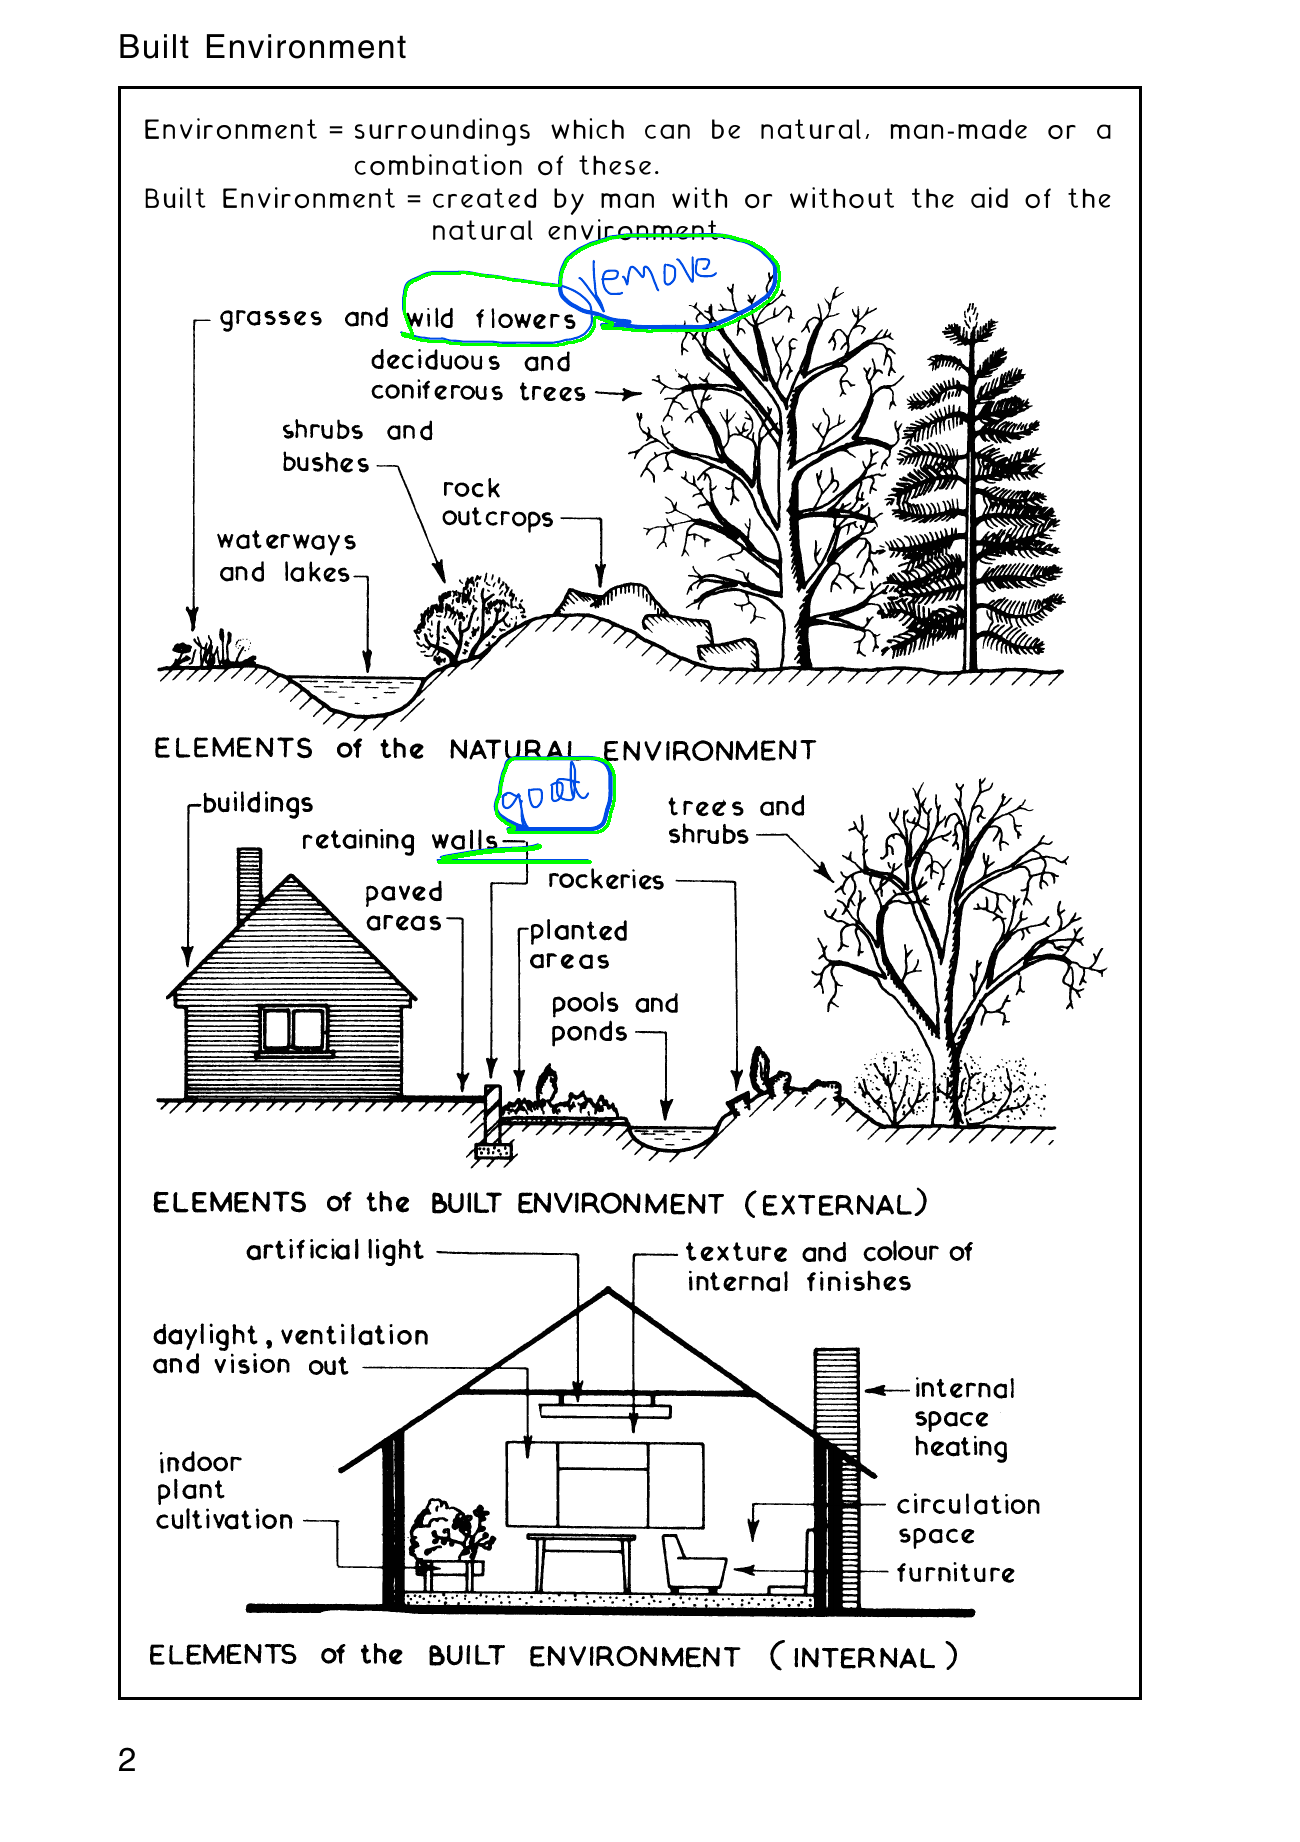 Built Environment
Environment = surroundings which can be natural, man-made or a
combination of these.
Built Environment = created by man with or without the aid of the
natural environment.
remove
grasses and wild flowers
deciduous and
coniferous trees
shrubs and
bushes
rock
outcrops
waterways
and lakes
ELEMENTS of the NATURAL ENVIRONMENT
goat
buildings
retaining walls
trees and
shrubs
paved
areas
rockeries
planted
areas
pools and
ponds
ELEMENTS of the BUILT ENVIRONMENT (EXTERNAL)
artificial light
texture and colour of
internal finishes
daylight, ventilation
and vision out
internal
space
heating
indoor
plant
cultivation
circulation
space
furniture
ELEMENTS of the BUILT ENVIRONMENT (INTERNAL)
2